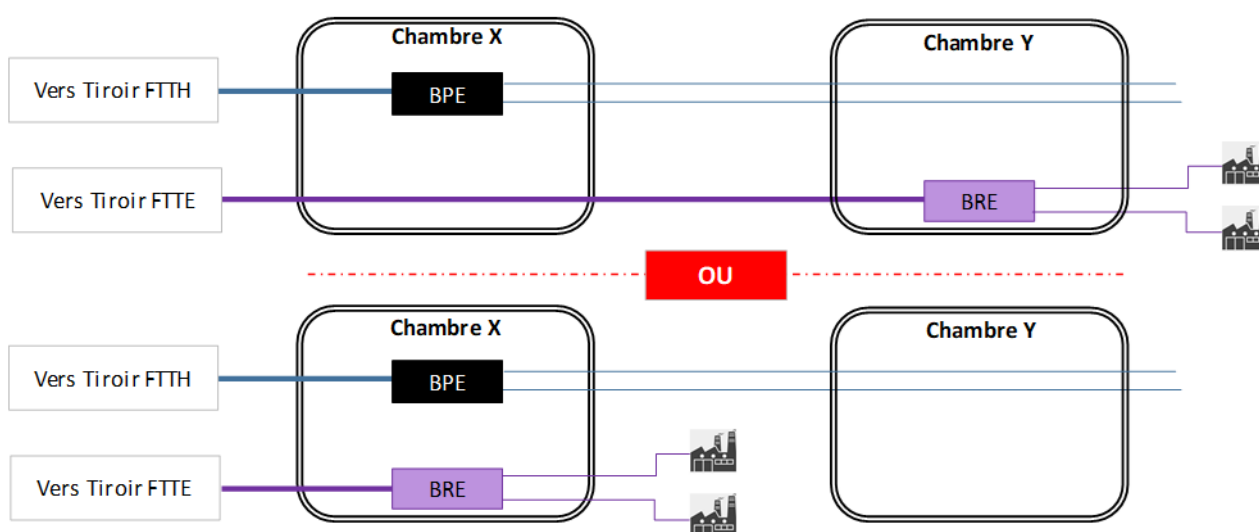 Chambre X
Chambre Y
Vers Tiroir FTTH
BPE
Vers Tiroir FTTE
BRE
OU
Chambre X
Chambre Y
Vers Tiroir FTTH
BPE
Vers Tiroir FTTE
BRE